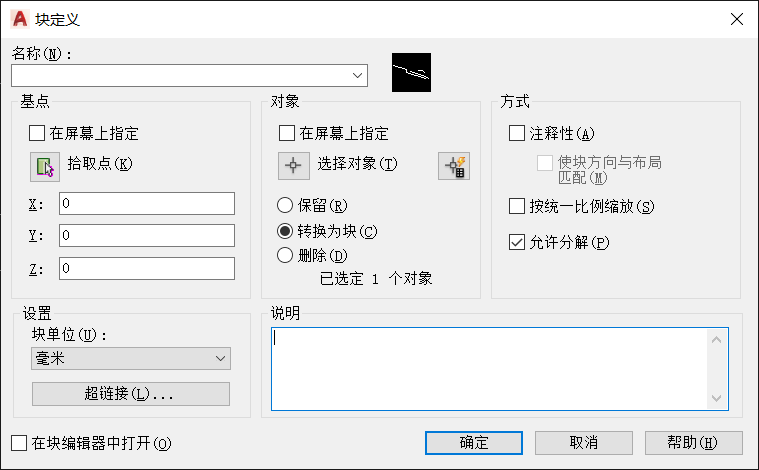 块定义
名称(N):
基点
在屏幕上指定
拾取点(K)
X: 0
Y: 0
Z: 0
对象
在屏幕上指定
选择对象(T)
保留(R)
转换为块(C)
删除(D)
已选定 1 个对象
方式
注释性(A)
使块方向与布局
匹配(M)
按统一比例缩放(S)
允许分解(P)
设置
块单位(U):
毫米
超链接(L)...
说明
在块编辑器中打开(O)
确定
取消
帮助(H)